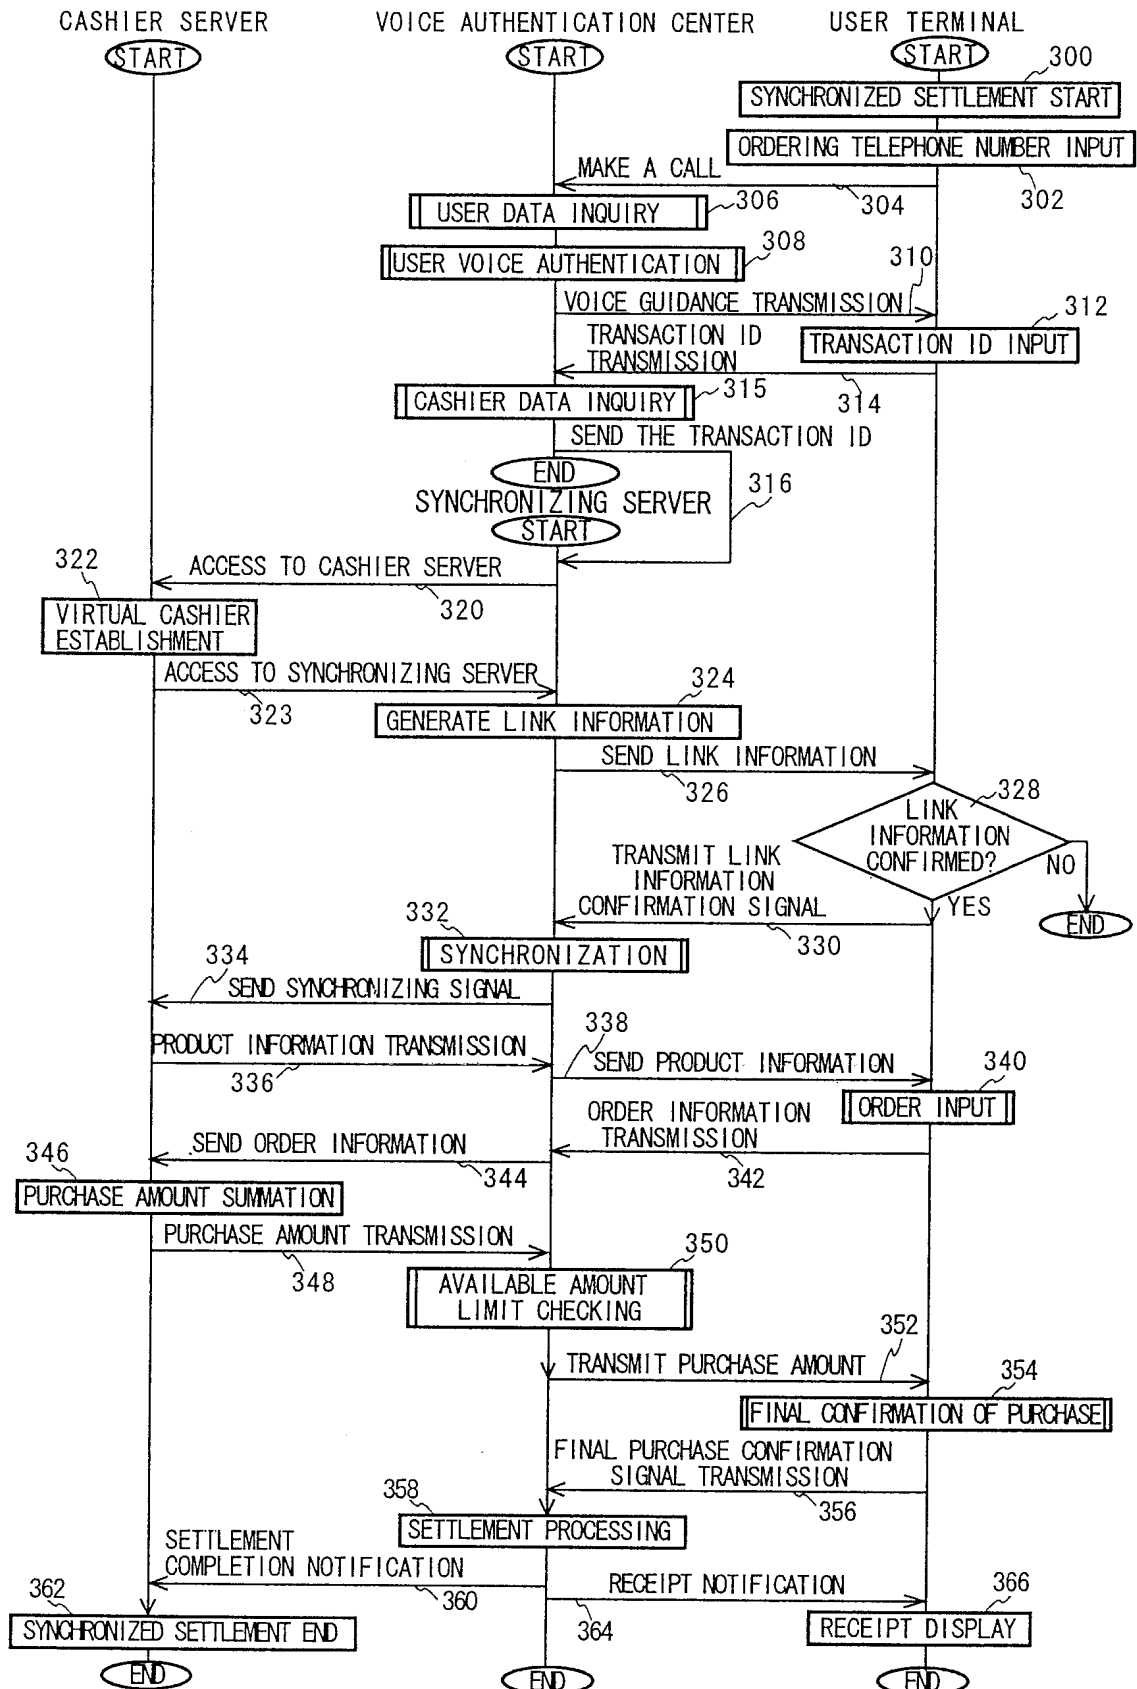 CASHIER SERVER
VOICE AUTHENTICATION CENTER
USER TERMINAL
START
START
START
300
SYNCHRONIZED SETTLEMENT START
ORDERING TELEPHONE NUMBER INPUT
302
MAKE A CALL
304
USER DATA INQUIRY
306
USER VOICE AUTHENTICATION
308
310
VOICE GUIDANCE TRANSMISSION
312
TRANSACTION ID INPUT
TRANSACTION ID
TRANSMISSION
314
CASHIER DATA INQUIRY
315
SEND THE TRANSACTION ID
END
316
SYNCHRONIZING SERVER
START
ACCESS TO CASHIER SERVER
320
322
VIRTUAL CASHIER
ESTABLISHMENT
ACCESS TO SYNCHRONIZING SERVER
323
324
GENERATE LINK INFORMATION
SEND LINK INFORMATION
326
328
LINK
INFORMATION
CONFIRMED?
NO
YES
END
TRANSMIT LINK
INFORMATION
CONFIRMATION SIGNAL
330
332
SYNCHRONIZATION
334
SEND SYNCHRONIZING SIGNAL
PRODUCT INFORMATION TRANSMISSION
336
338
SEND PRODUCT INFORMATION
340
ORDER INPUT
ORDER INFORMATION
TRANSMISSION
342
SEND ORDER INFORMATION
344
346
PURCHASE AMOUNT SUMMATION
PURCHASE AMOUNT TRANSMISSION
348
350
AVAILABLE AMOUNT
LIMIT CHECKING
352
TRANSMIT PURCHASE AMOUNT
354
FINAL CONFIRMATION OF PURCHASE
FINAL PURCHASE CONFIRMATION
SIGNAL TRANSMISSION
356
358
SETTLEMENT PROCESSING
SETTLEMENT
COMPLETION NOTIFICATION
360
RECEIPT NOTIFICATION
364
362
SYNCHRONIZED SETTLEMENT END
366
RECEIPT DISPLAY
END
END
END